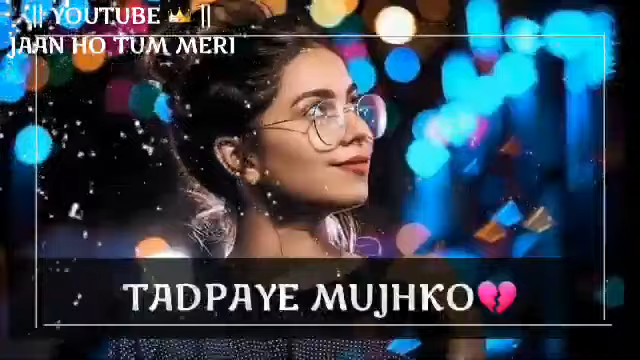 || YOUTUBE 👑 ||
JAAN HO TUM MERI
TADPAYE MUJHKO💔